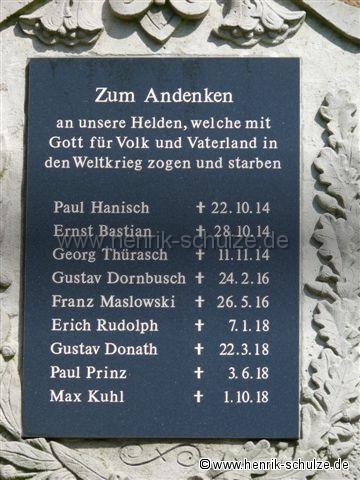 Zum Andenken
an unsere Helden, welche mit
Gott für Volk und Vaterland in
den Weltkrieg zogen und starben
Paul Hanisch ✝ 22.10.14
Ernst Bastian ✝ 28.10.14
www.henrik-schulze.de
Georg Thürasch ✝ 11.11.14
Gustav Dornbusch ✝ 24.2.16
Franz Maslowski ✝ 26.5.16
Erich Rudolph ✝ 7.1.18
Gustav Donath ✝ 22.3.18
Paul Prinz ✝ 3.6.18
Max Kuhl ✝ 1.10.18
©www.henrik-schulze.de